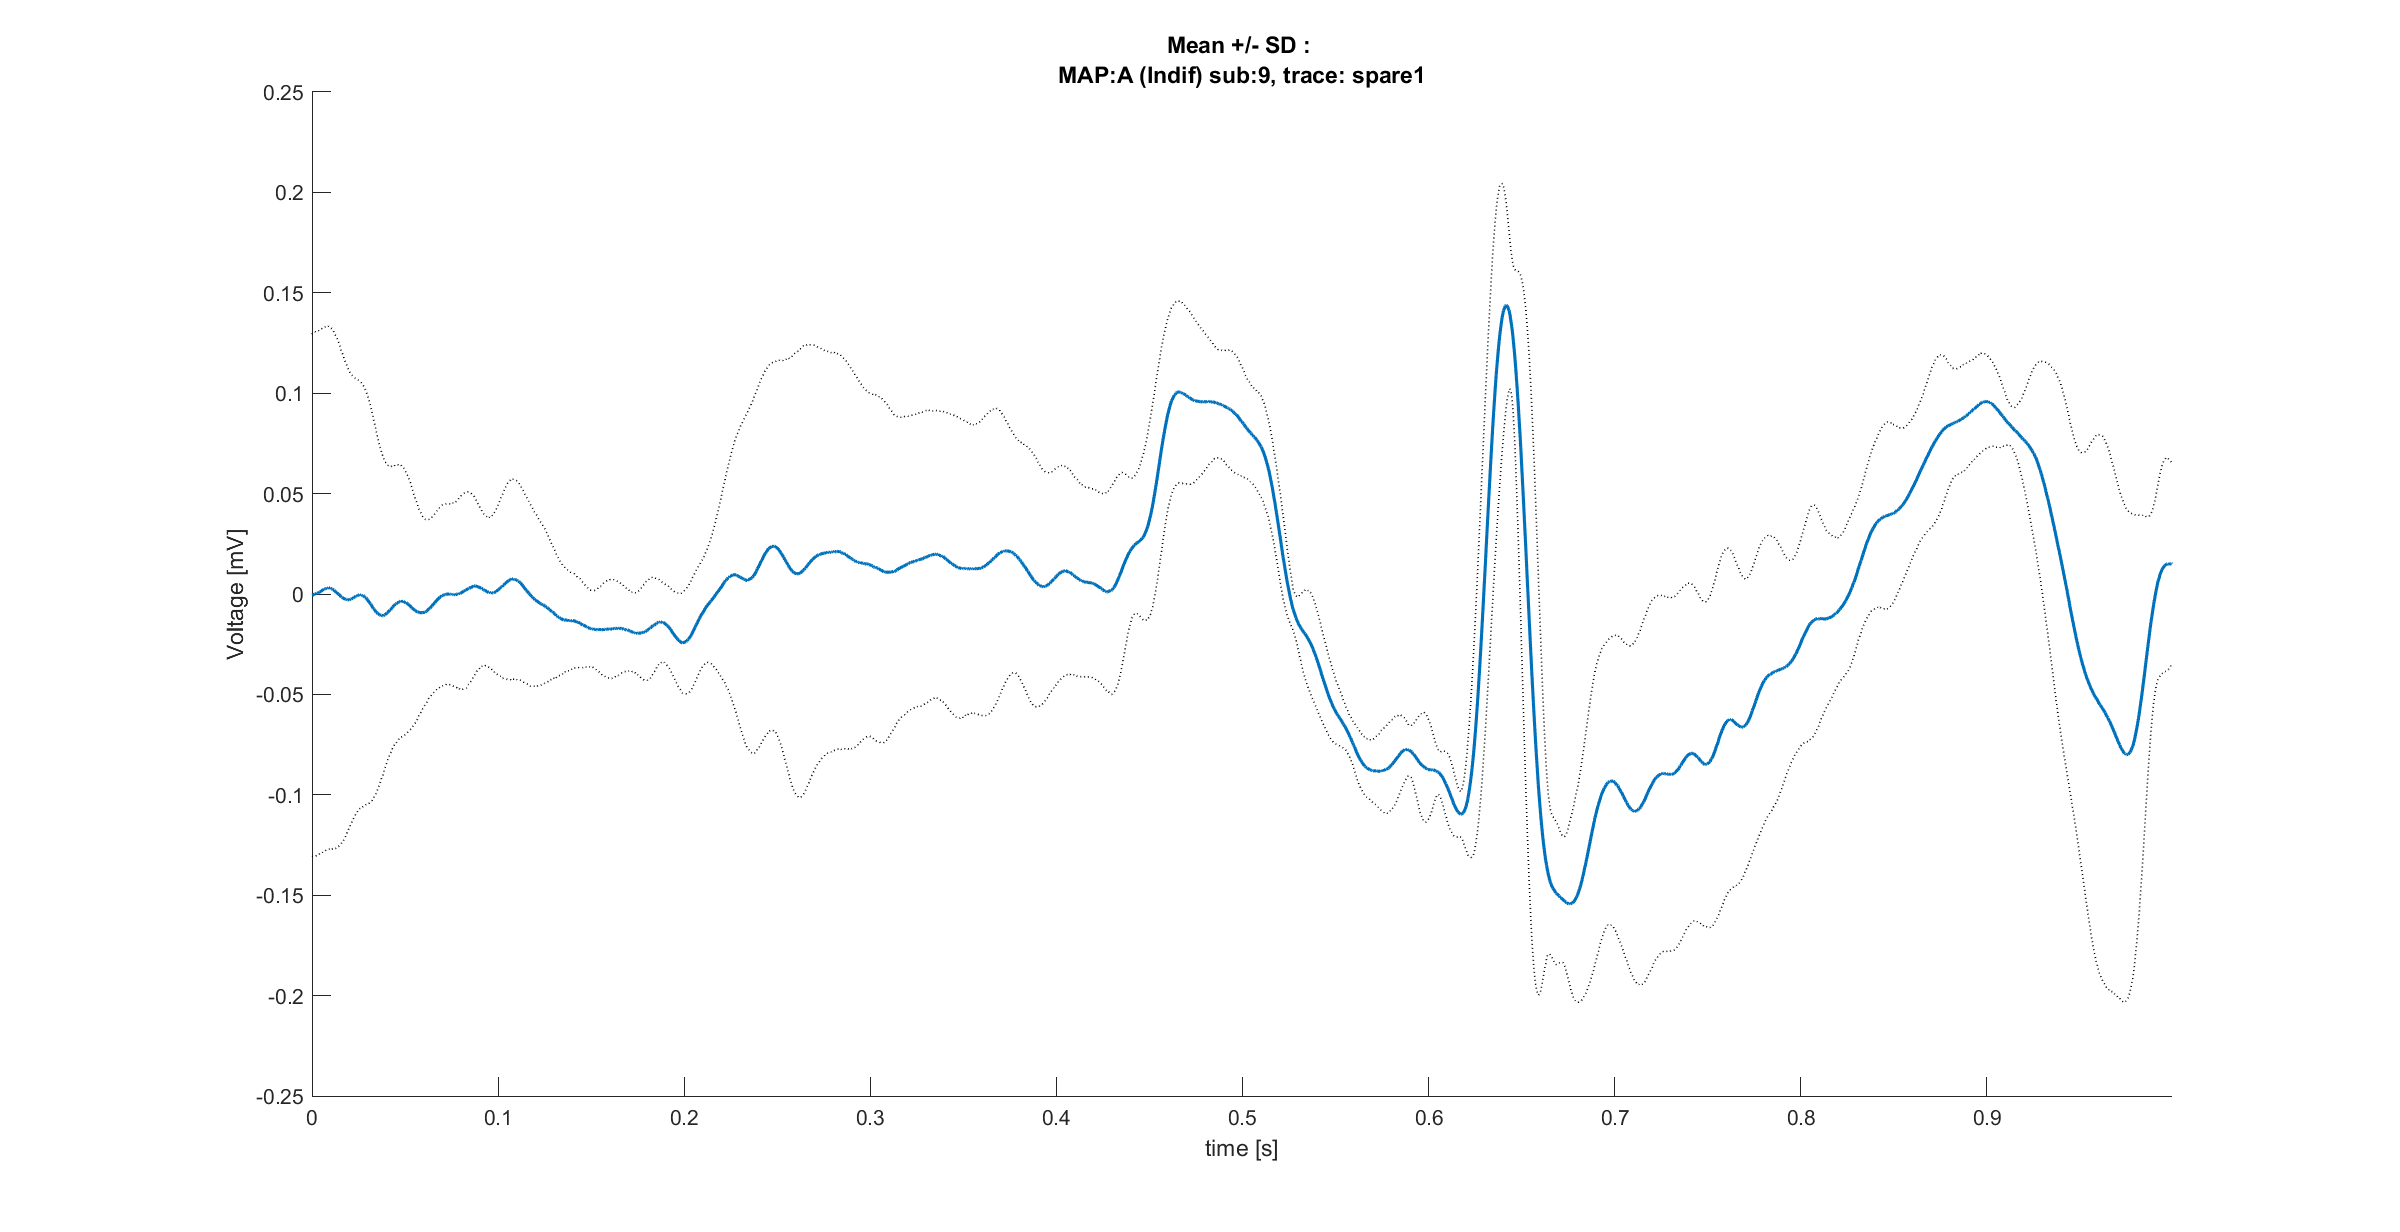 Mean +/- SD :
MAP:A (Indif) sub:9, trace: spare1
0.25
0.2
0.15
0.1
0.05
0
-0.05
-0.1
-0.15
-0.2
-0.25
Voltage [mV]
0 0.1 0.2 0.3 0.4 0.5 0.6 0.7 0.8 0.9
time [s]